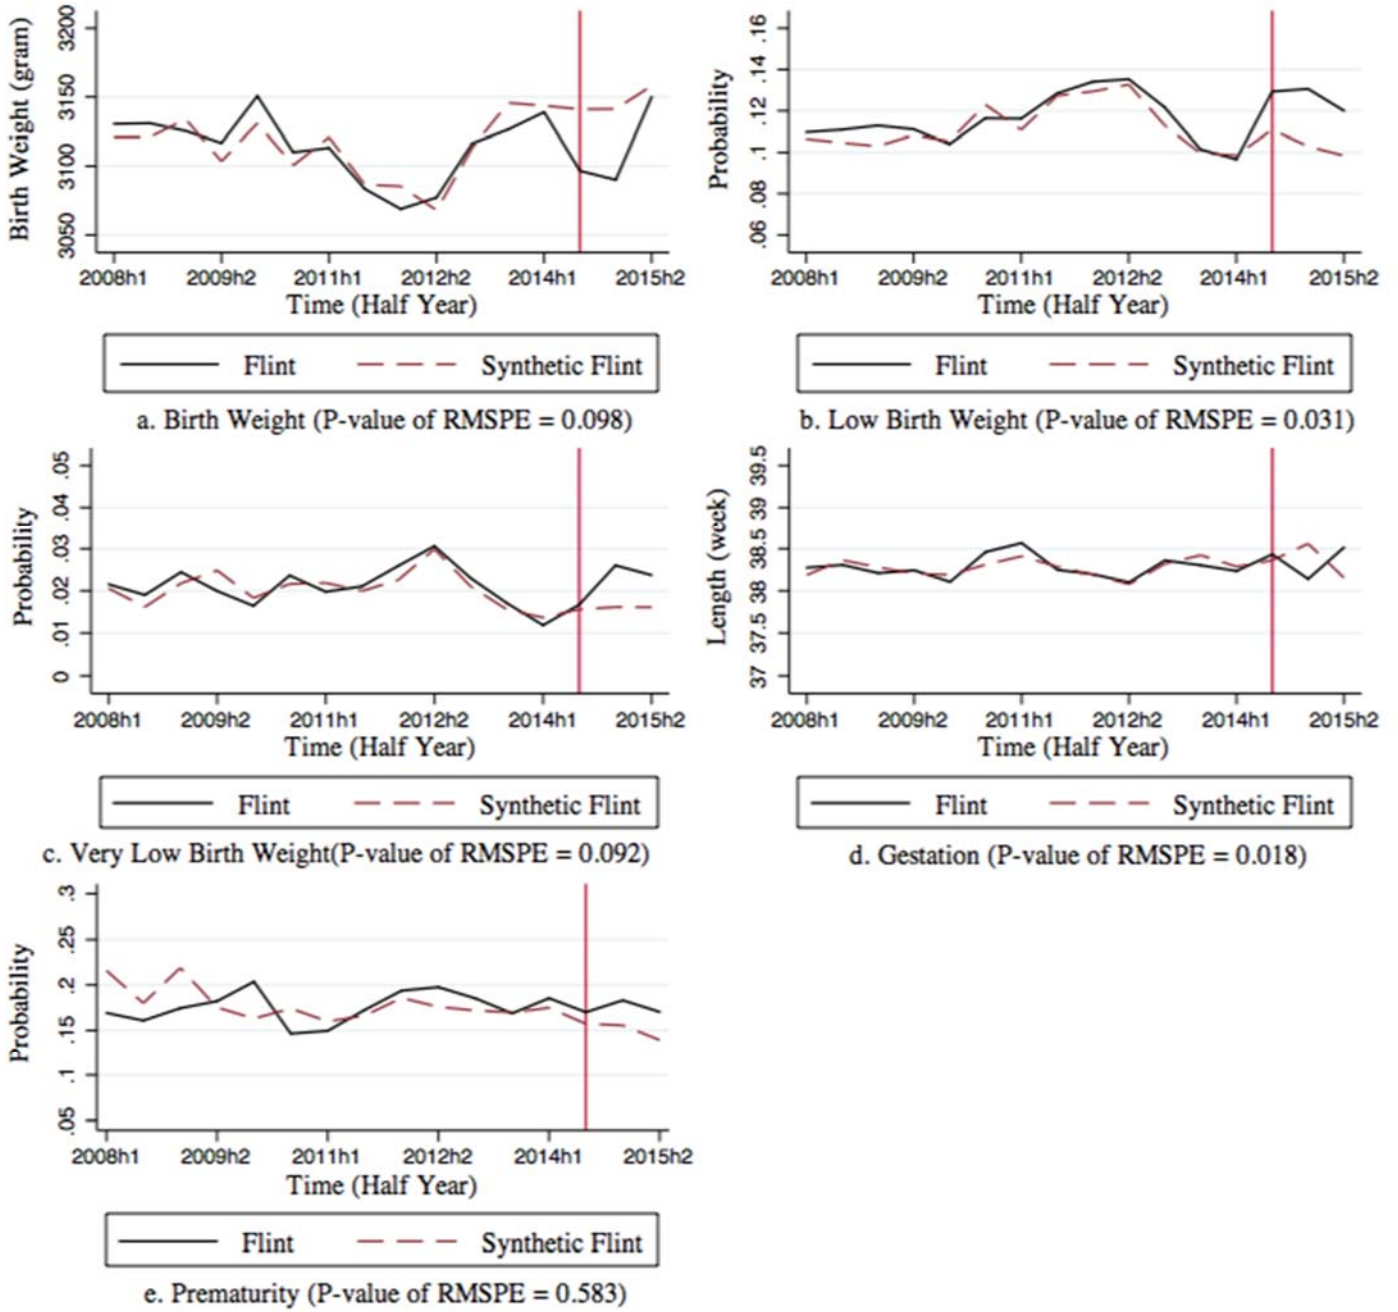 Birth Weight (gram)
3200
3150
3100
3050
2008h1 2009h2 2011h1 2012h2 2014h1 2015h2
Time (Half Year)
Flint Synthetic Flint
a. Birth Weight (P-value of RMSPE = 0.098)
Probability
.16
.14
.12
.1
.08
.06
2008h1 2009h2 2011h1 2012h2 2014h1 2015h2
Time (Half Year)
Flint Synthetic Flint
b. Low Birth Weight (P-value of RMSPE = 0.031)
Probability
.05
.04
.03
.02
.01
0
2008h1 2009h2 2011h1 2012h2 2014h1 2015h2
Time (Half Year)
Flint Synthetic Flint
c. Very Low Birth Weight(P-value of RMSPE = 0.092)
Length (week)
39.5
39
38.5
38
37.5
37
2008h1 2009h2 2011h1 2012h2 2014h1 2015h2
Time (Half Year)
Flint Synthetic Flint
d. Gestation (P-value of RMSPE = 0.018)
Probability
.3
.25
.2
.15
.1
.05
2008h1 2009h2 2011h1 2012h2 2014h1 2015h2
Time (Half Year)
Flint Synthetic Flint
e. Prematurity (P-value of RMSPE = 0.583)